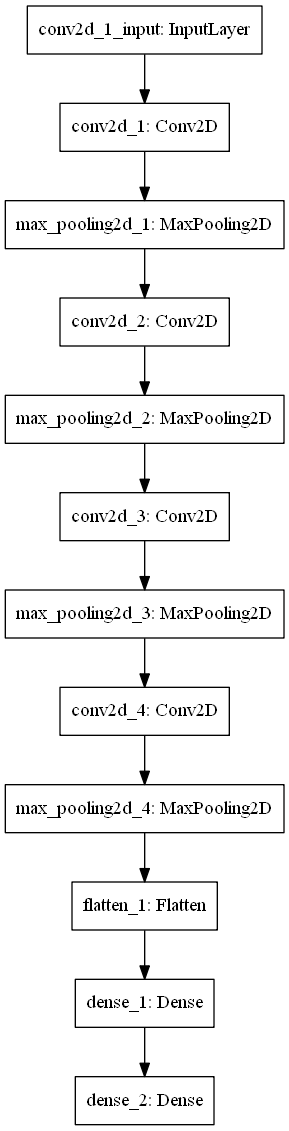 conv2d_1_input: InputLayer
conv2d_1: Conv2D
max_pooling2d_1: MaxPooling2D
conv2d_2: Conv2D
max_pooling2d_2: MaxPooling2D
conv2d_3: Conv2D
max_pooling2d_3: MaxPooling2D
conv2d_4: Conv2D
max_pooling2d_4: MaxPooling2D
flatten_1: Flatten
dense_1: Dense
dense_2: Dense